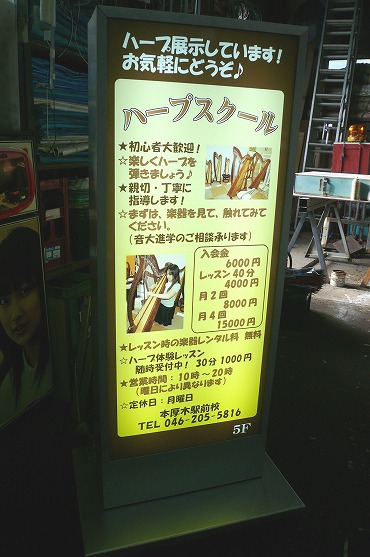 ハープ展示しています!
お気軽にどうぞ♪
ハープスクール
★初心者大歓迎!
☆楽しくハープを
弾きましょう♪
★親切・丁寧に
指導します!
☆まずは、楽器を見て、触れてみて
ください。
(音大進学のご相談承ります)
入会金
6000円
レッスン40分
4000円
月2回
8000円
月4回
15000円
★レッスン時の楽器レンタル料 無料
☆ハープ体験レッスン
随時受付中! 30分1000円
★営業時間:10時~20時
(曜日により異なります)
☆定休日:月曜日
本厚木駅前校
TEL 046-205-5816
5F